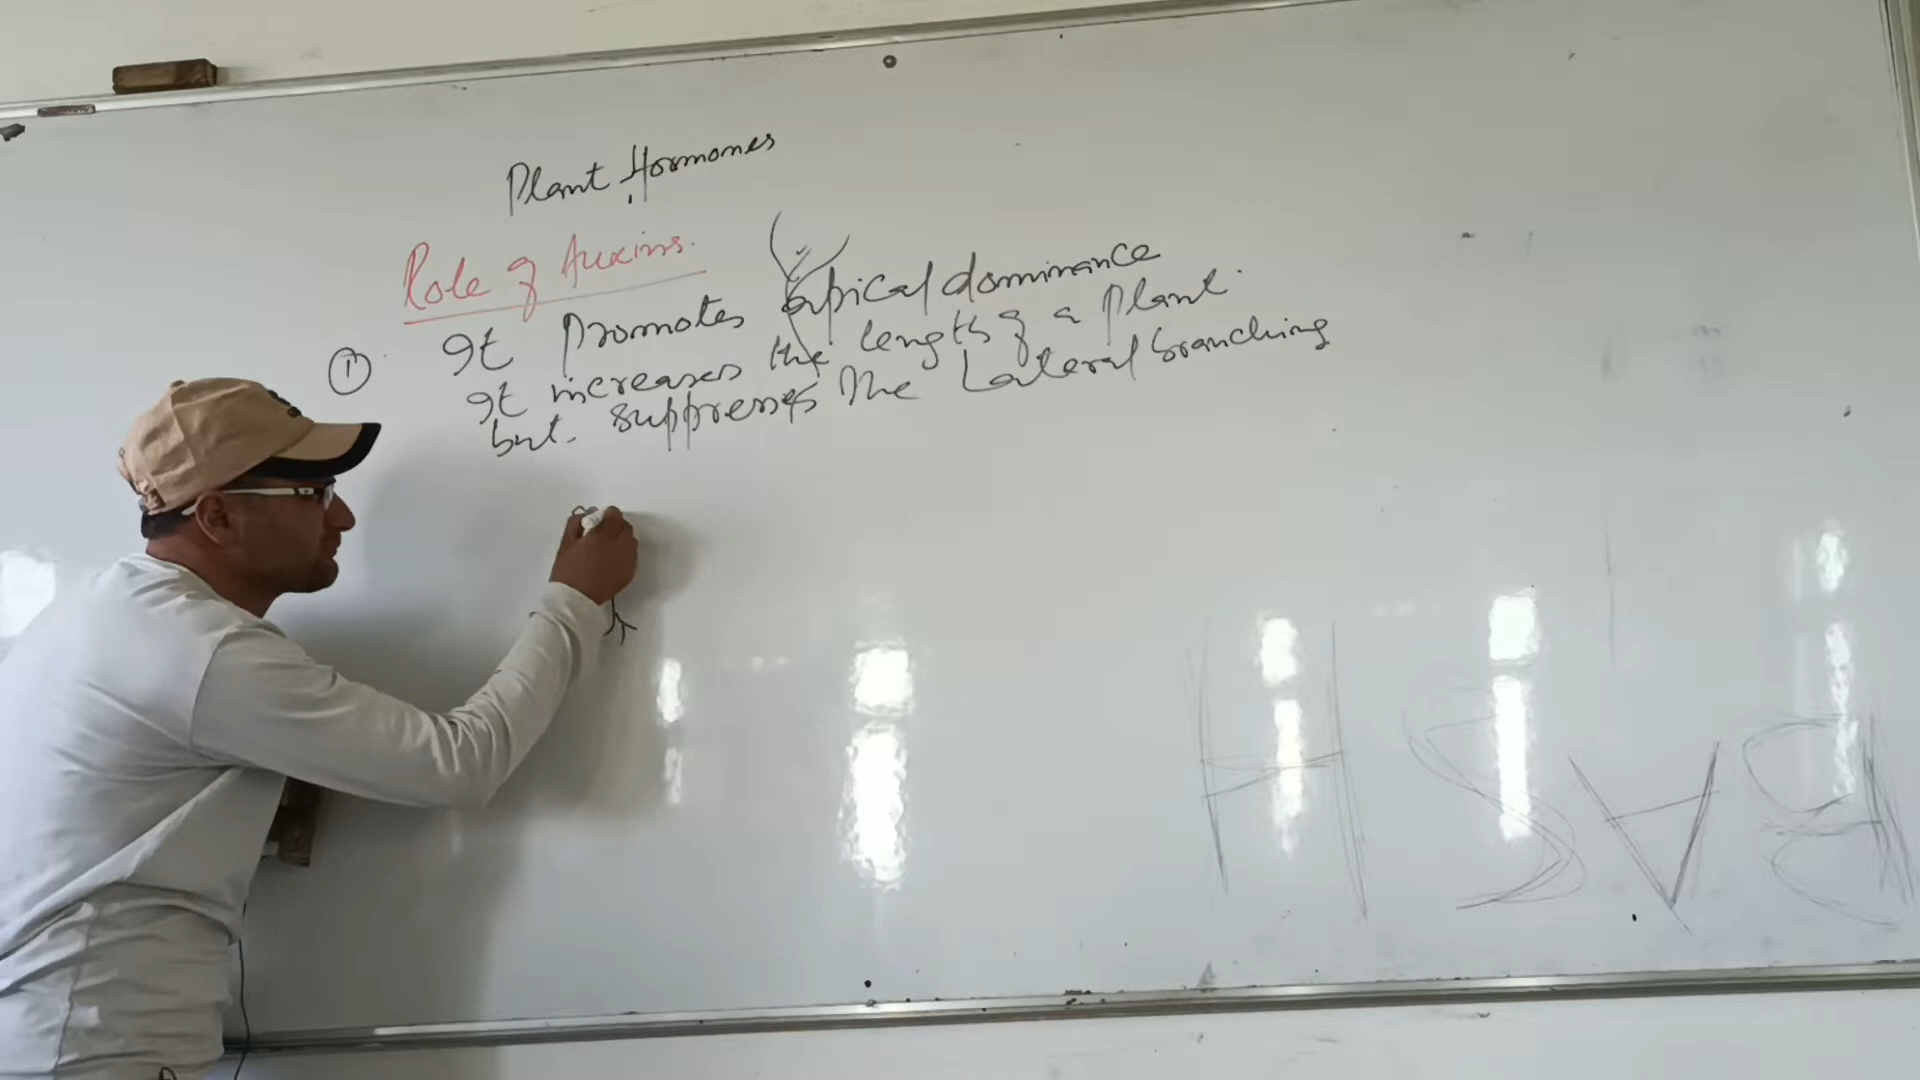 Plant Hormones
Role of Auxins.
① It promotes apical dominance
It increases the length of a plant.
but suppresses the Lateral branching
BASH